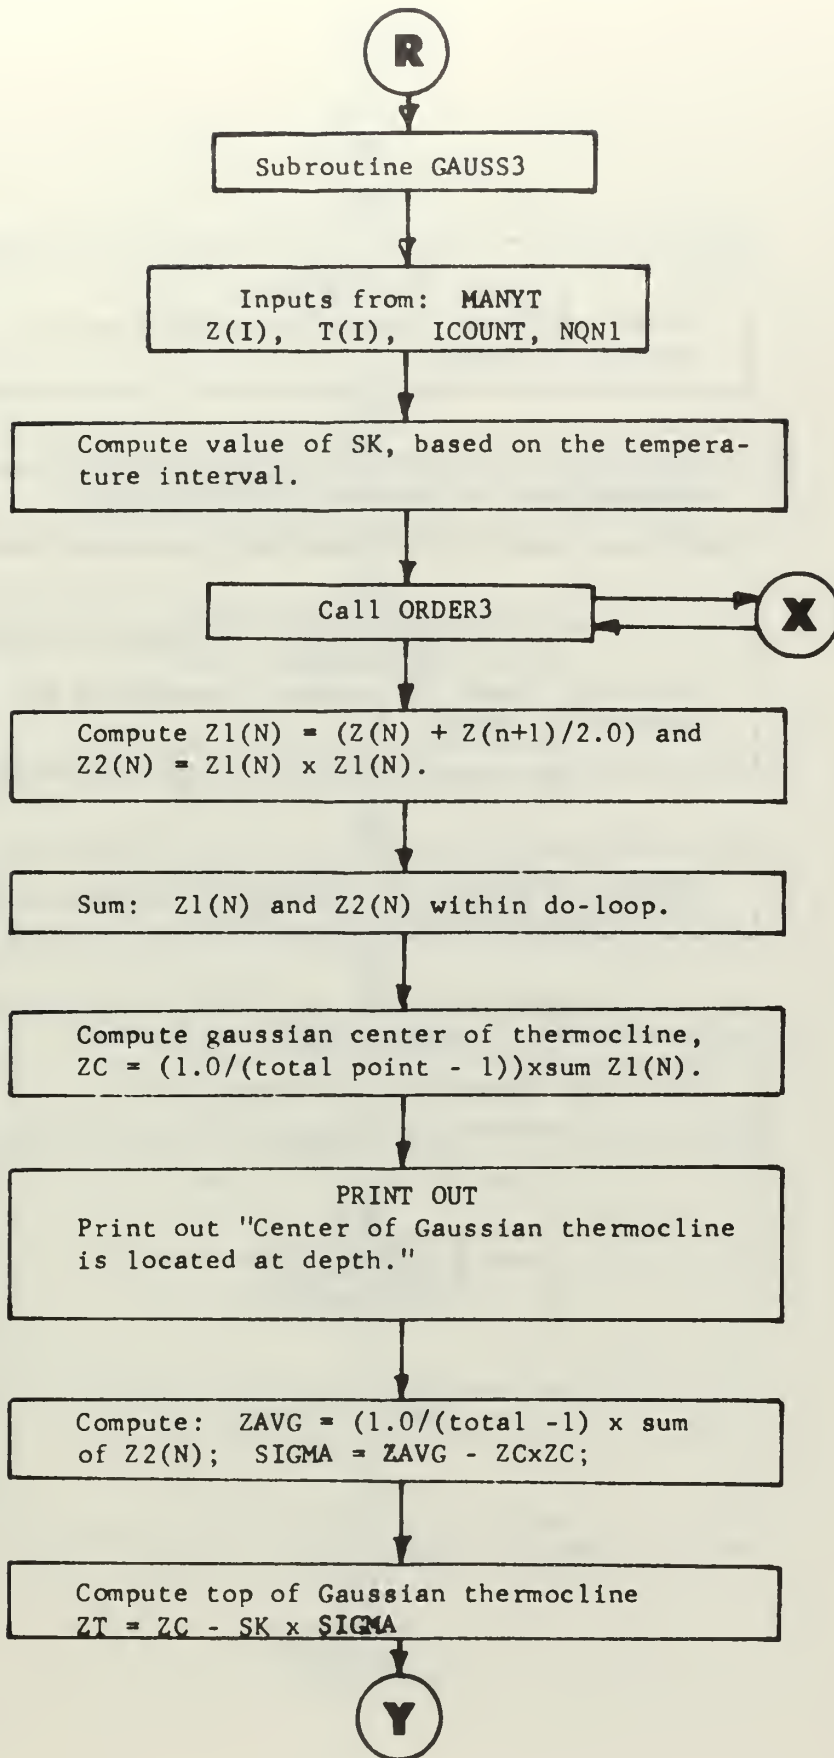 R
Subroutine GAUSS3
Inputs from: MANYT
Z(I), T(I), ICOUNT, NQN1
Compute value of SK, based on the tempera-
ture interval.
Call ORDER3
X
Compute Z1(N) = (Z(N) + Z(n+1)/2.0) and
Z2(N) = Z1(N) x Z1(N).
Sum: Z1(N) and Z2(N) within do-loop.
Compute gaussian center of thermocline,
ZC = (1.0/(total point - 1))xsum Z1(N).
PRINT OUT
Print out "Center of Gaussian thermocline
is located at depth."
Compute: ZAVG = (1.0/(total -1) x sum
of Z2(N); SIGMA = ZAVG - ZCxZC;
Compute top of Gaussian thermocline
ZT = ZC - SK x SIGMA
Y